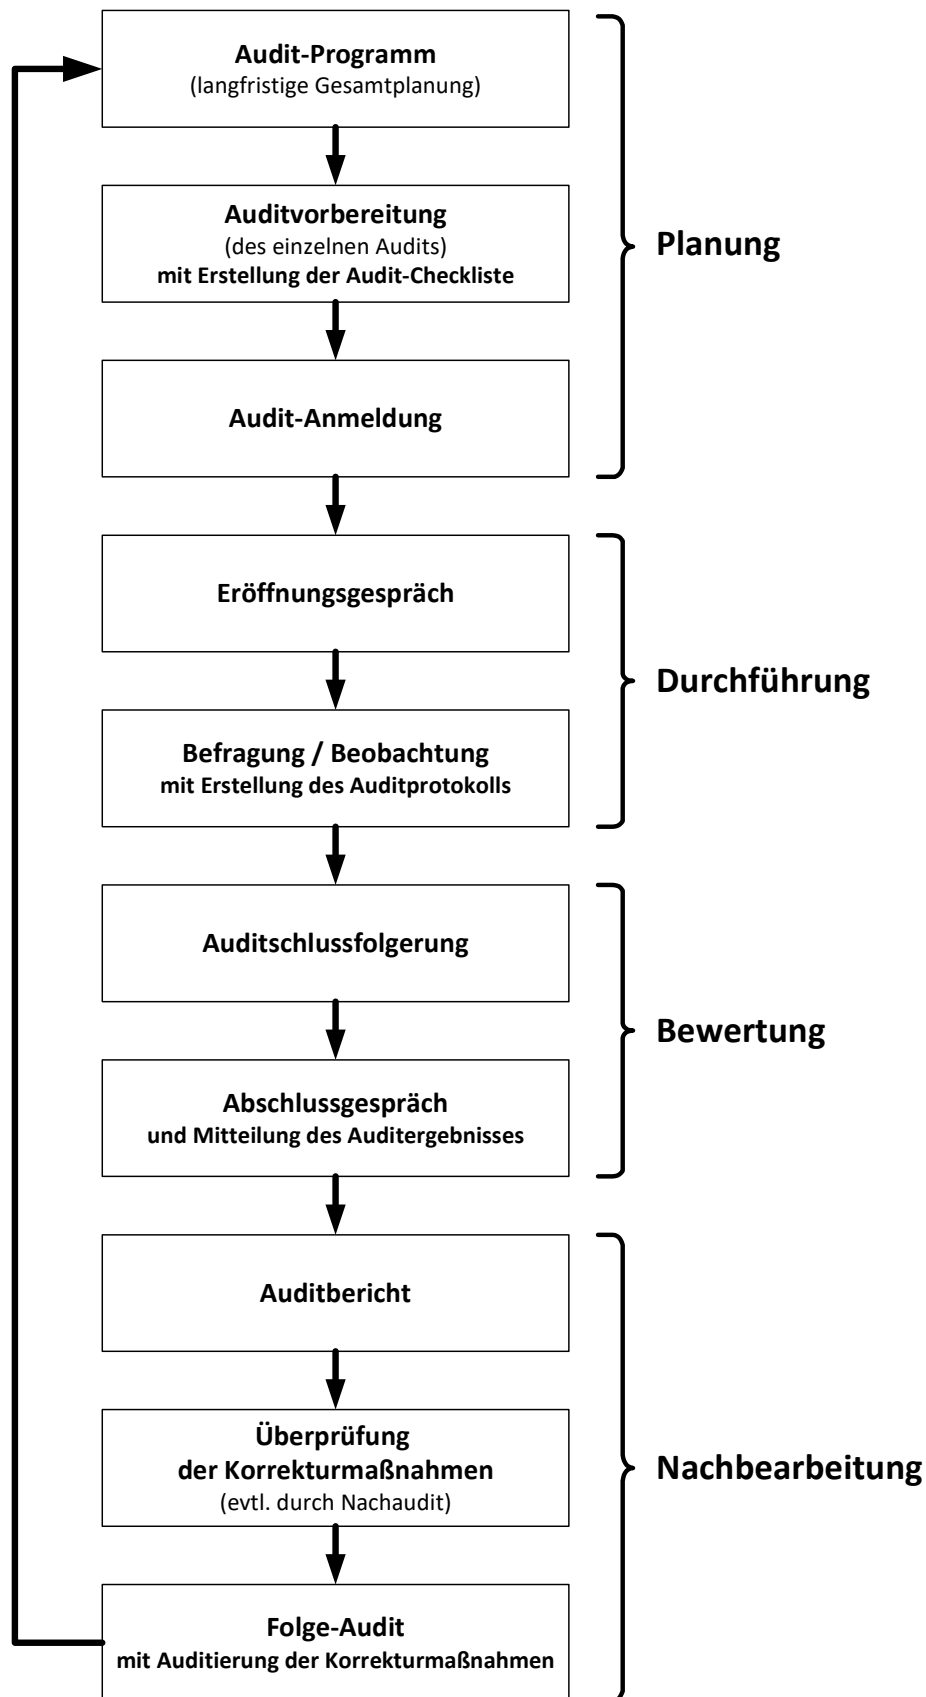 Audit-Programm
(langfristige Gesamtplanung)
Auditvorbereitung
(des einzelnen Audits)
mit Erstellung der Audit-Checkliste
Planung
Audit-Anmeldung
Eröffnungsgespräch
Durchführung
Befragung / Beobachtung
mit Erstellung des Auditprotokolls
Auditschlussfolgerung
Bewertung
Abschlussgespräch
und Mitteilung des Auditergebnisses
Auditbericht
Überprüfung
der Korrekturmaßnahmen
(evtl. durch Nachaudit)
Nachbearbeitung
Folge-Audit
mit Auditierung der Korrekturmaßnahmen